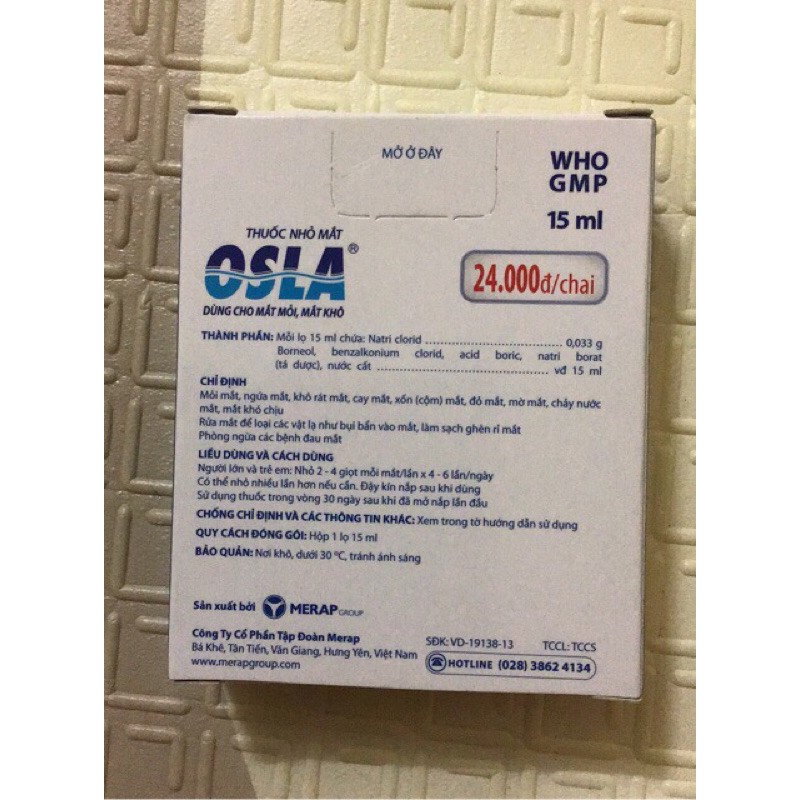 MỞ Ở ĐÂY
WHO
GMP
15 ml
THUỐC NHỎ MẮT
OSLA®
DÙNG CHO MẮT MỎI, MẮT KHÔ
24.000đ/chai
THÀNH PHẦN: Mỗi lọ 15 ml chứa: Natri clorid ........................................ 0,033 g
Borneol, benzalkonium clorid, acid boric, natri borat
(tá dược), nước cất .................................................. vđ 15 ml
CHỈ ĐỊNH
Mỏi mắt, ngứa mắt, khô rát mắt, cay mắt, xốn (cộm) mắt, đỏ mắt, mờ mắt, chảy nước
mắt, mắt khó chịu
Rửa mắt để loại các vật lạ như bụi bẩn vào mắt, làm sạch ghèn rỉ mắt
Phòng ngừa các bệnh đau mắt
LIỀU DÙNG VÀ CÁCH DÙNG
Người lớn và trẻ em: Nhỏ 2 - 4 giọt mỗi mắt/lần x 4 - 6 lần/ngày
Có thể nhỏ nhiều lần hơn nếu cần. Đậy kín nắp sau khi dùng
Sử dụng thuốc trong vòng 30 ngày sau khi đã mở nắp lần đầu
CHỐNG CHỈ ĐỊNH VÀ CÁC THÔNG TIN KHÁC: Xem trong tờ hướng dẫn sử dụng
QUY CÁCH ĐÓNG GÓI: Hộp 1 lọ 15 ml
BẢO QUẢN: Nơi khô, dưới 30 °C, tránh ánh sáng
Sản xuất bởi MERAP GROUP
Công Ty Cổ Phần Tập Đoàn Merap
Bá Khê, Tân Tiến, Văn Giang, Hưng Yên, Việt Nam
www.merapgroup.com
SĐK: VD-19138-13 TCCL: TCCS
HOTLINE (028) 3862 4134